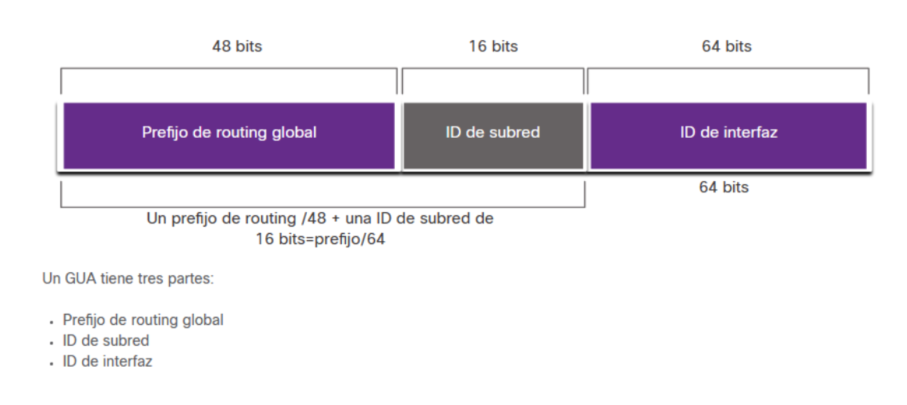 48 bits
16 bits
64 bits
Prefijo de routing global
ID de subred
ID de interfaz
64 bits
Un prefijo de routing /48 + una ID de subred de
16 bits=prefijo/64
Un GUA tiene tres partes:
• Prefijo de routing global
• ID de subred
• ID de interfaz